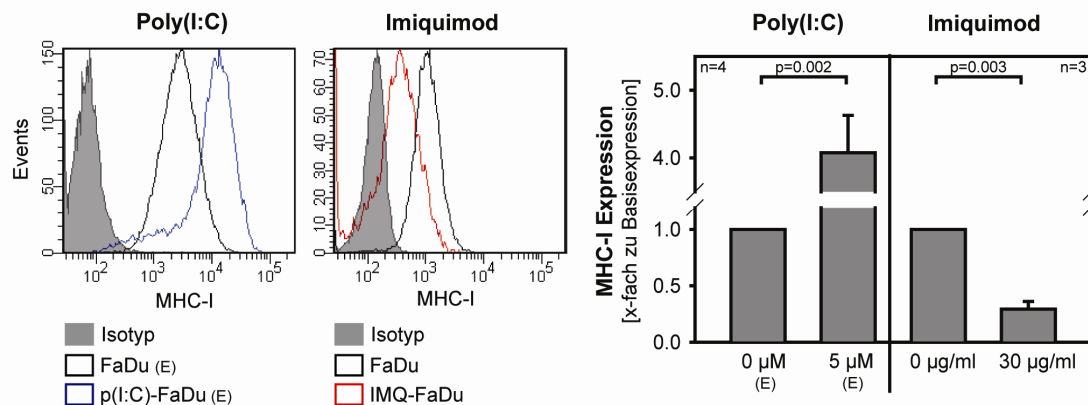 Poly(I:C)
Events
150
100
50
0
10² 10³ 10⁴ 10⁵
MHC-I
Isotyp
FaDu (E)
p(I:C)-FaDu (E)
Imiquimod
70
60
50
40
30
20
10
0
10² 10³ 10⁴ 10⁵
MHC-I
Isotyp
FaDu
IMQ-FaDu
Poly(I:C) Imiquimod
n=4 p=0.002 p=0.003 n=3
MHC-I Expression
[x-fach zu Basisexpression]
5.0
4.0
1.0
0.5
0.0
0 µM 5 µM 0 µg/ml 30 µg/ml
(E) (E)